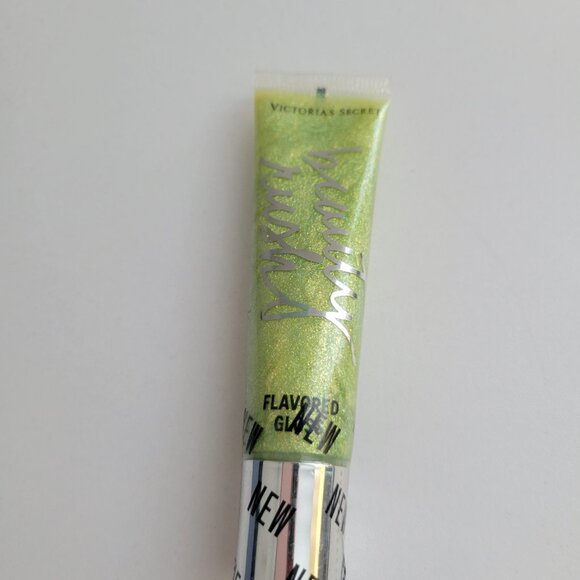 VICTORIA'S SECRET
beauty
rush
FLAVORED
GLOSS
NEW
NEW
NEW
NEW